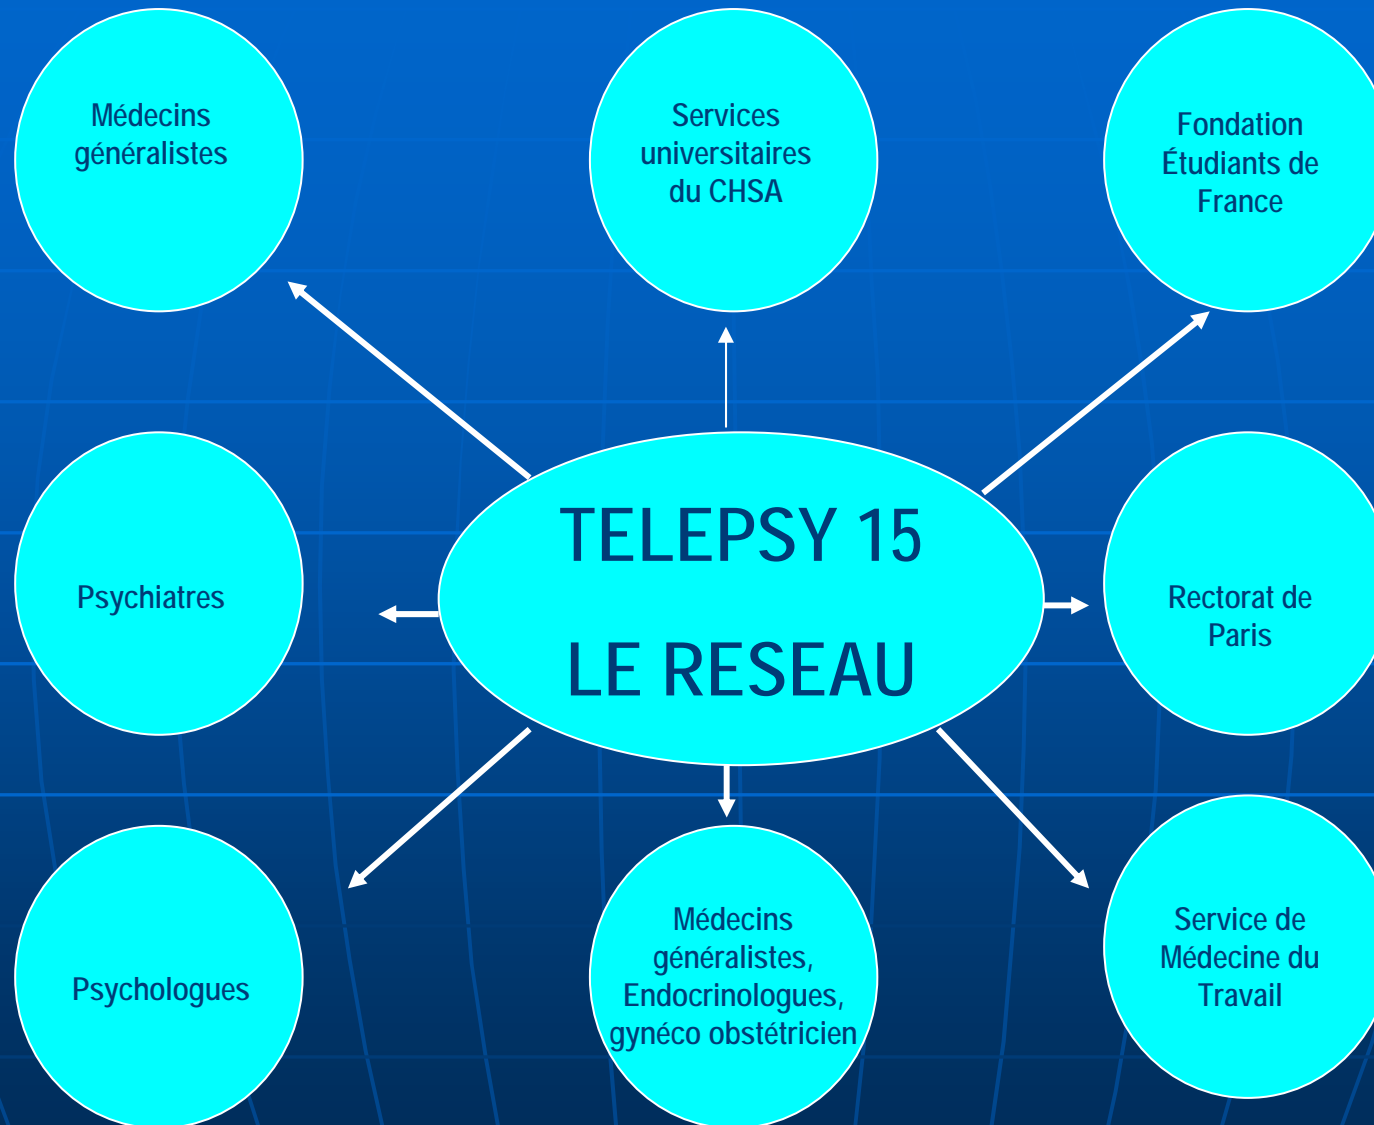 Médecins
généralistes
Services
universitaires
du CHSA
Fondation
Étudiants de
France
TELEPSY 15
LE RESEAU
Psychiatres
Rectorat de
Paris
Psychologues
Médecins
généralistes,
Endocrinologues,
gynéco obstétricien
Service de
Médecine du
Travail